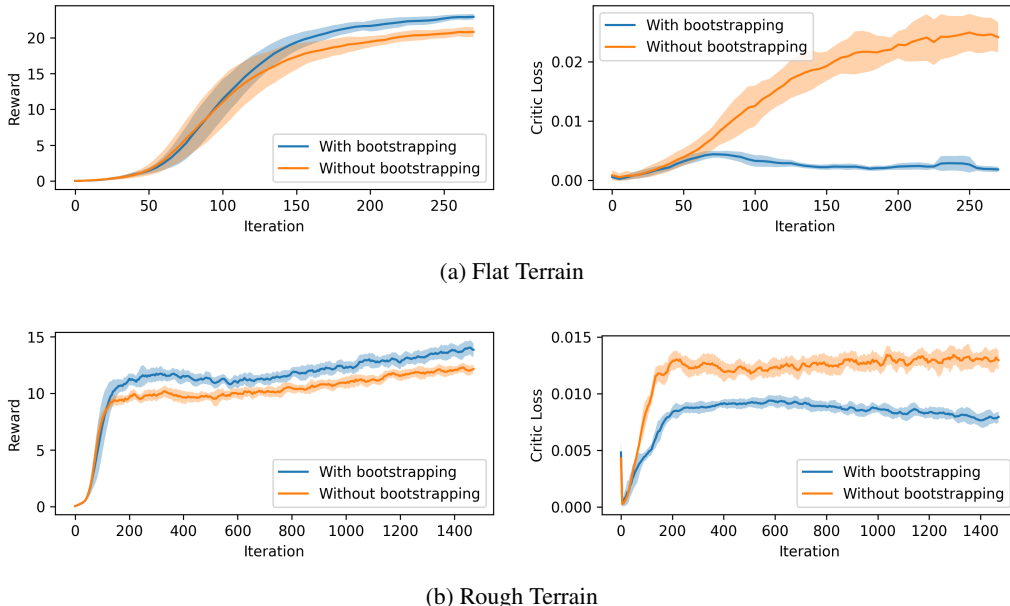 Reward
20
15
10
5
0
0 50 100 150 200 250
Iteration
With bootstrapping
Without bootstrapping
Critic Loss
0.02
0.01
0.00
0 50 100 150 200 250
Iteration
With bootstrapping
Without bootstrapping
(a) Flat Terrain
Reward
15
10
5
0
0 200 400 600 800 1000 1200 1400
Iteration
With bootstrapping
Without bootstrapping
Critic Loss
0.015
0.010
0.005
0.000
0 200 400 600 800 1000 1200 1400
Iteration
With bootstrapping
Without bootstrapping
(b) Rough Terrain